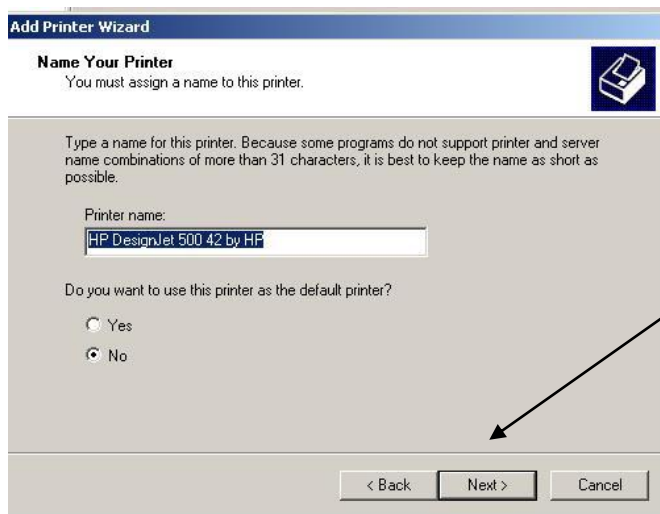 Add Printer Wizard
Name Your Printer
You must assign a name to this printer.
Type a name for this printer. Because some programs do not support printer and server
name combinations of more than 31 characters, it is best to keep the name as short as
possible.
Printer name:
HP DesignJet 500 42 by HP
Do you want to use this printer as the default printer?
Yes
No
< Back Next > Cancel